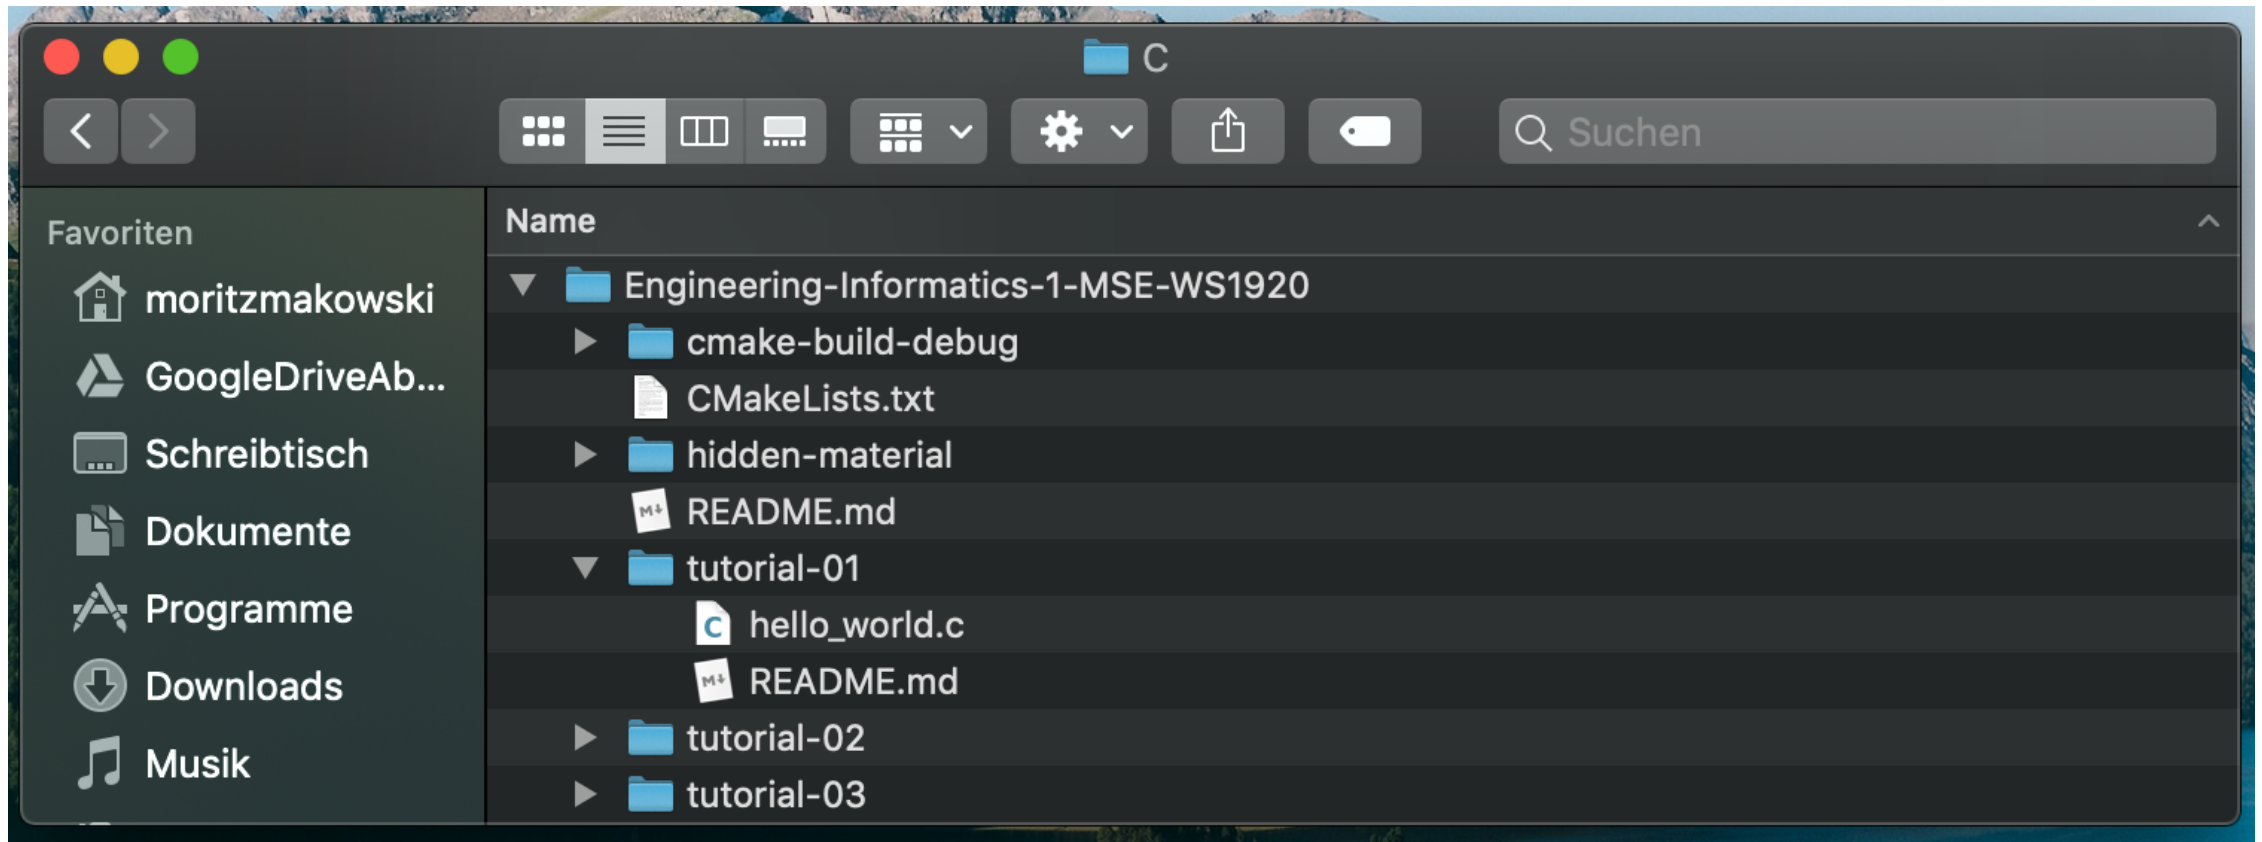 C
Suchen
Favoriten
moritzmakowski
GoogleDriveAb...
Schreibtisch
Dokumente
Programme
Downloads
Musik
Name
Engineering-Informatics-1-MSE-WS1920
cmake-build-debug
CMakeLists.txt
hidden-material
README.md
tutorial-01
hello_world.c
README.md
tutorial-02
tutorial-03